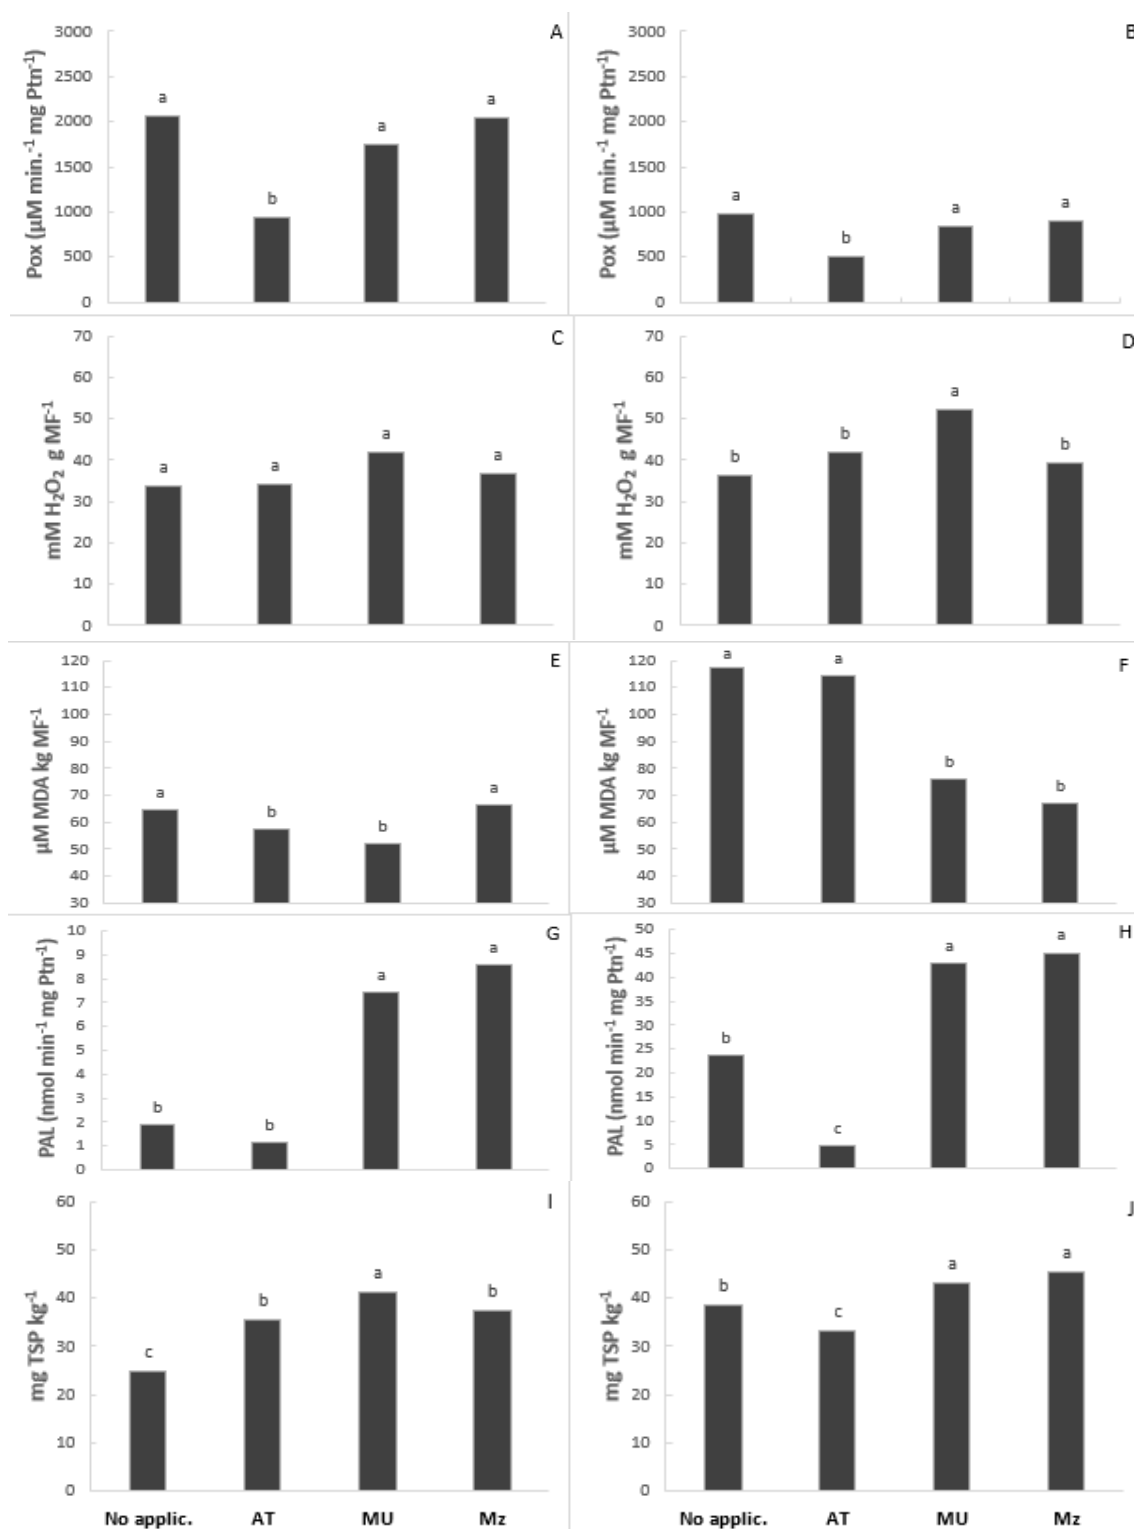 A
Pox (µM min.⁻¹ mg Ptn⁻¹)
3000
2500
2000
1500
1000
500
0
a
b
a
a
B
Pox (µM min.⁻¹ mg Ptn⁻¹)
3000
2500
2000
1500
1000
500
0
a
b
a
a
C
mM H₂O₂ g MF⁻¹
70
60
50
40
30
20
10
0
a
a
a
a
D
mM H₂O₂ g MF⁻¹
70
60
50
40
30
20
10
0
b
b
a
b
E
µM MDA kg MF⁻¹
120
110
100
90
80
70
60
50
40
30
a
b
b
a
F
µM MDA kg MF⁻¹
120
110
100
90
80
70
60
50
40
30
a
a
b
b
G
PAL (nmol min⁻¹ mg Ptn⁻¹)
10
9
8
7
6
5
4
3
2
1
0
b
b
a
a
H
PAL (nmol min⁻¹ mg Ptn⁻¹)
50
45
40
35
30
25
20
15
10
5
0
b
c
a
a
I
mg TSP kg⁻¹
60
50
40
30
20
10
0
c
b
a
b
No applic. AT MU Mz
J
mg TSP kg⁻¹
60
50
40
30
20
10
0
b
c
a
a
No applic. AT MU Mz